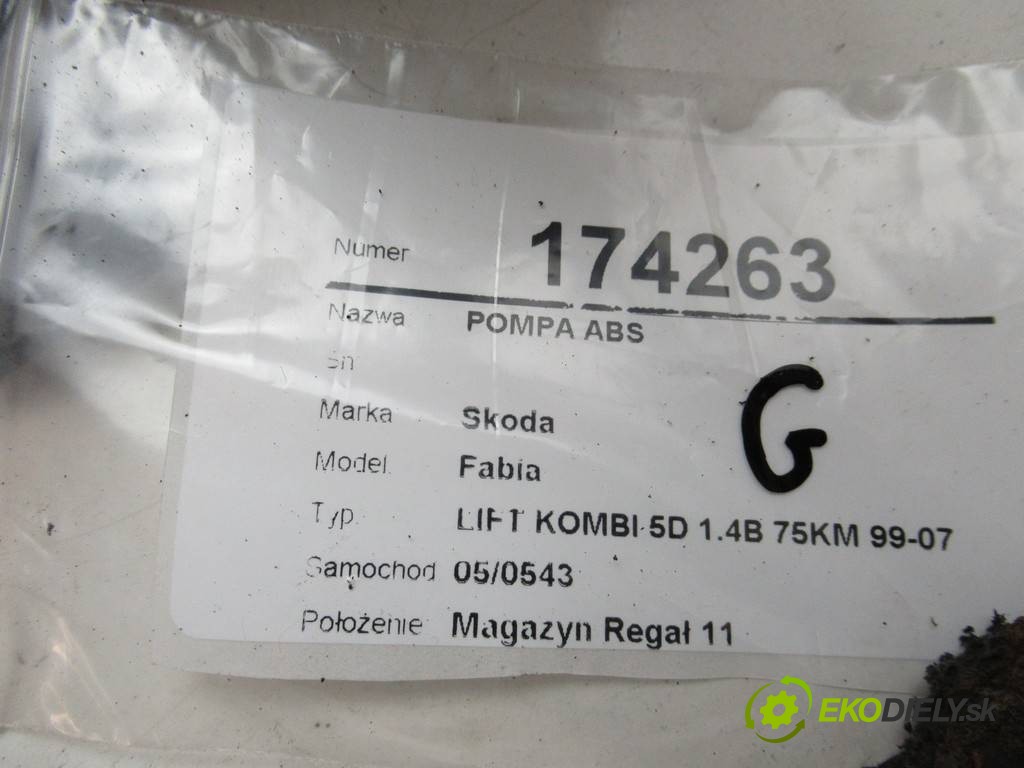 Numer 174263
Nazwa POMPA ABS
Sn
Marka Skoda
G
Model Fabia
Typ LIFT KOMBI 5D 1.4B 75KM 99-07
Samochod 05/0543
Położenie Magazyn Regał 11
EKODIELY.sk